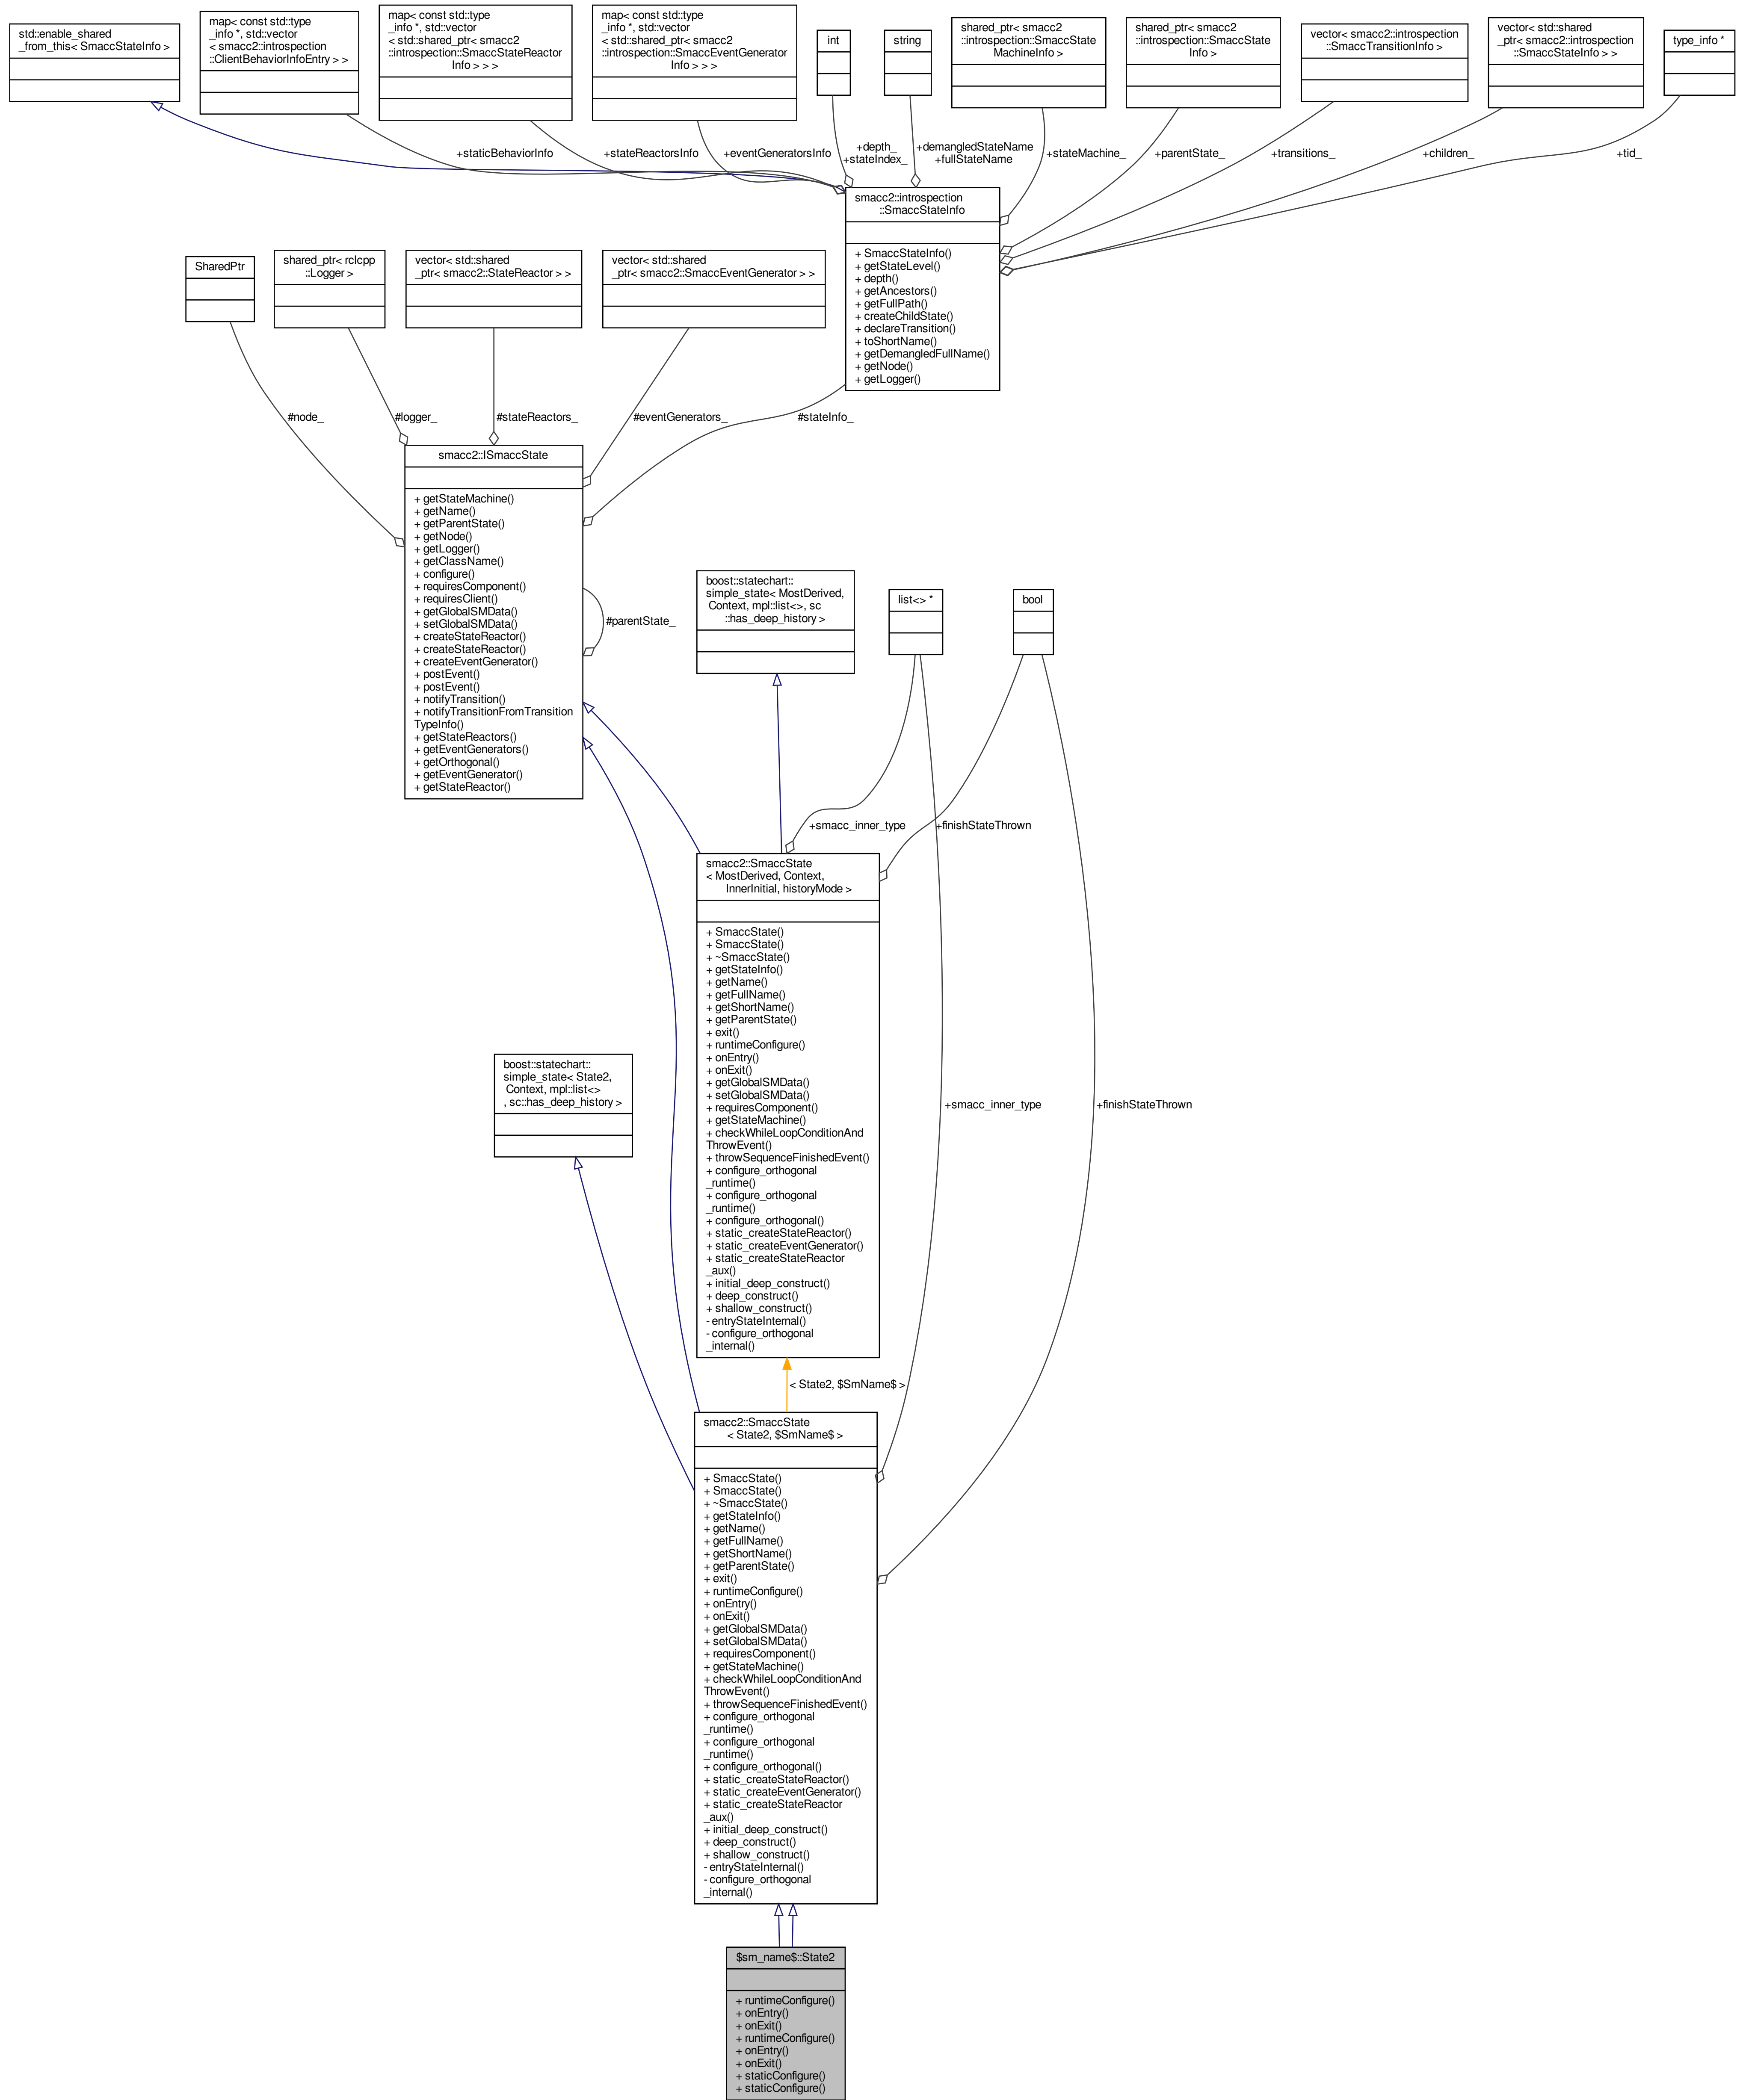 std::enable_shared
_from_this< SmaccStateInfo >
map< const std::type
_info *, std::vector
< smacc2::introspection
::ClientBehaviorInfoEntry > >
map< const std::type
_info *, std::vector
< std::shared_ptr< smacc2
::introspection::SmaccStateReactor
Info > > >
map< const std::type
_info *, std::vector
< std::shared_ptr< smacc2
::introspection::SmaccEventGenerator
Info > > >
int
string
shared_ptr< smacc2
::introspection::SmaccState
MachineInfo >
shared_ptr< smacc2
::introspection::SmaccState
Info >
vector< smacc2::introspection
::SmaccTransitionInfo >
vector< std::shared
_ptr< smacc2::introspection
::SmaccStateInfo > >
type_info *
+staticBehaviorInfo
+stateReactorsInfo
+eventGeneratorsInfo
+depth_
+stateIndex_
+demangledStateName
+fullStateName
+stateMachine_
+parentState_
+transitions_
+children_
+tid_
smacc2::introspection
::SmaccStateInfo
+ SmaccStateInfo()
+ getStateLevel()
+ depth()
+ getAncestors()
+ getFullPath()
+ createChildState()
+ declareTransition()
+ toShortName()
+ getDemangledFullName()
+ getNode()
+ getLogger()
SharedPtr
shared_ptr< rclcpp
::Logger >
vector< std::shared
_ptr< smacc2::StateReactor > >
vector< std::shared
_ptr< smacc2::SmaccEventGenerator > >
#node_
#logger_
#stateReactors_
#eventGenerators_
#stateInfo_
smacc2::ISmaccState
+ getStateMachine()
+ getName()
+ getParentState()
+ getNode()
+ getLogger()
+ getClassName()
+ configure()
+ requiresComponent()
+ requiresClient()
+ getGlobalSMData()
+ setGlobalSMData()
+ createStateReactor()
+ createStateReactor()
+ createEventGenerator()
+ postEvent()
+ postEvent()
+ notifyTransition()
+ notifyTransitionFromTransition
TypeInfo()
+ getStateReactors()
+ getEventGenerators()
+ getOrthogonal()
+ getEventGenerator()
+ getStateReactor()
#parentState_
boost::statechart::
simple_state< MostDerived,
Context, mpl::list<>, sc
::has_deep_history >
list<> *
bool
+smacc_inner_type
+finishStateThrown
smacc2::SmaccState
< MostDerived, Context,
InnerInitial, historyMode >
+ SmaccState()
+ SmaccState()
+ ~SmaccState()
+ getStateInfo()
+ getName()
+ getFullName()
+ getShortName()
+ getParentState()
+ exit()
+ runtimeConfigure()
+ onEntry()
+ onExit()
+ getGlobalSMData()
+ setGlobalSMData()
+ requiresComponent()
+ getStateMachine()
+ checkWhileLoopConditionAnd
ThrowEvent()
+ throwSequenceFinishedEvent()
+ configure_orthogonal
_runtime()
+ configure_orthogonal
_runtime()
+ configure_orthogonal()
+ static_createStateReactor()
+ static_createEventGenerator()
+ static_createStateReactor
_aux()
+ initial_deep_construct()
+ deep_construct()
+ shallow_construct()
- entryStateInternal()
- configure_orthogonal
_internal()
boost::statechart::
simple_state< State2,
Context, mpl::list<>
, sc::has_deep_history >
+smacc_inner_type
+finishStateThrown
< State2, $SmName$ >
smacc2::SmaccState
< State2, $SmName$ >
+ SmaccState()
+ SmaccState()
+ ~SmaccState()
+ getStateInfo()
+ getName()
+ getFullName()
+ getShortName()
+ getParentState()
+ exit()
+ runtimeConfigure()
+ onEntry()
+ onExit()
+ getGlobalSMData()
+ setGlobalSMData()
+ requiresComponent()
+ getStateMachine()
+ checkWhileLoopConditionAnd
ThrowEvent()
+ throwSequenceFinishedEvent()
+ configure_orthogonal
_runtime()
+ configure_orthogonal
_runtime()
+ configure_orthogonal()
+ static_createStateReactor()
+ static_createEventGenerator()
+ static_createStateReactor
_aux()
+ initial_deep_construct()
+ deep_construct()
+ shallow_construct()
- entryStateInternal()
- configure_orthogonal
_internal()
$sm_name$::State2
+ runtimeConfigure()
+ onEntry()
+ onExit()
+ runtimeConfigure()
+ onEntry()
+ onExit()
+ staticConfigure()
+ staticConfigure()